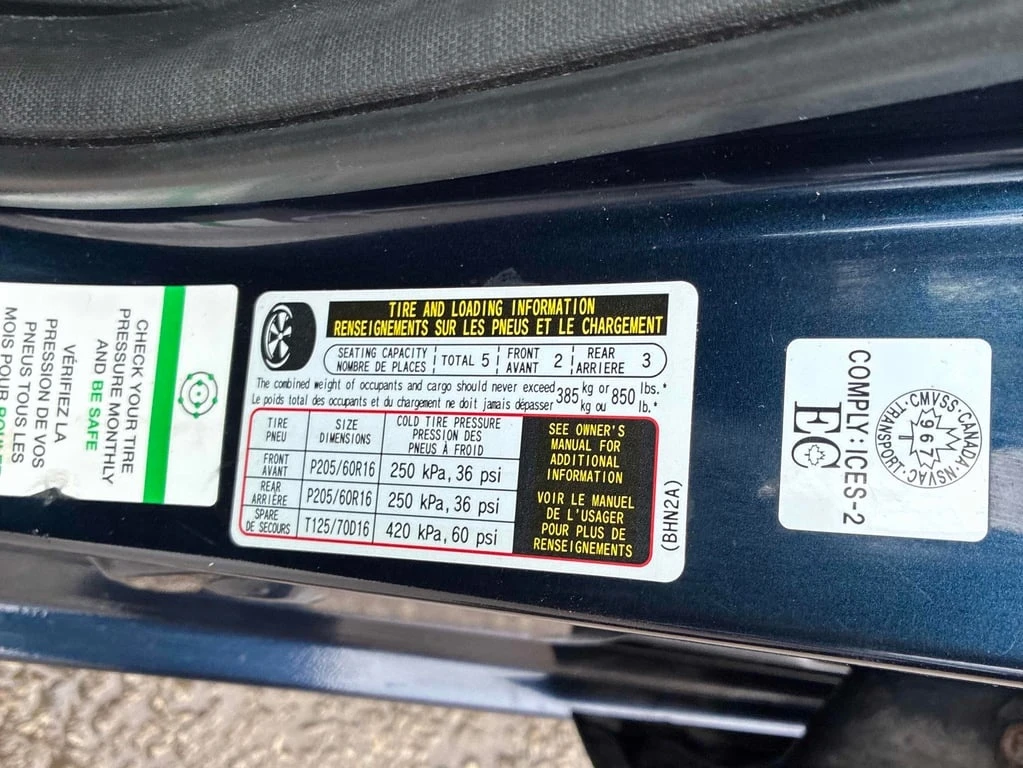 CHECK YOUR TIRE
PRESSURE MONTHLY
AND BE SAFE
VÉRIFIEZ LA
PRESSION DE VOS
PNEUS TOUS LES
MOIS POUR
TIRE AND LOADING INFORMATION
RENSEIGNEMENTS SUR LES PNEUS ET LE CHARGEMENT
SEATING CAPACITY TOTAL 5 FRONT 2 REAR 3
NOMBRE DE PLACES AVANT ARRIERE
The combined weight of occupants and cargo should never exceed 385 kg or 850 lbs.*
Le poids total des occupants et du chargement ne doit jamais dépasser kg ou lb.*
TIRE SIZE COLD TIRE PRESSURE
PNEU DIMENSIONS PRESSION DES
PNEUS À FROID
FRONT
AVANT P205/60R16 250 kPa, 36 psi
REAR
ARRIÈRE P205/60R16 250 kPa, 36 psi
SPARE
DE SECOURS T125/70D16 420 kPa, 60 psi
SEE OWNER'S
MANUAL FOR
ADDITIONAL
INFORMATION
VOIR LE MANUEL
DE L'USAGER
POUR PLUS DE
RENSEIGNEMENTS
(BHN2A)
COMPLY: ICES-2
EC
CMVSS·CANADA·NSVAC·TRANSPORT·
1967